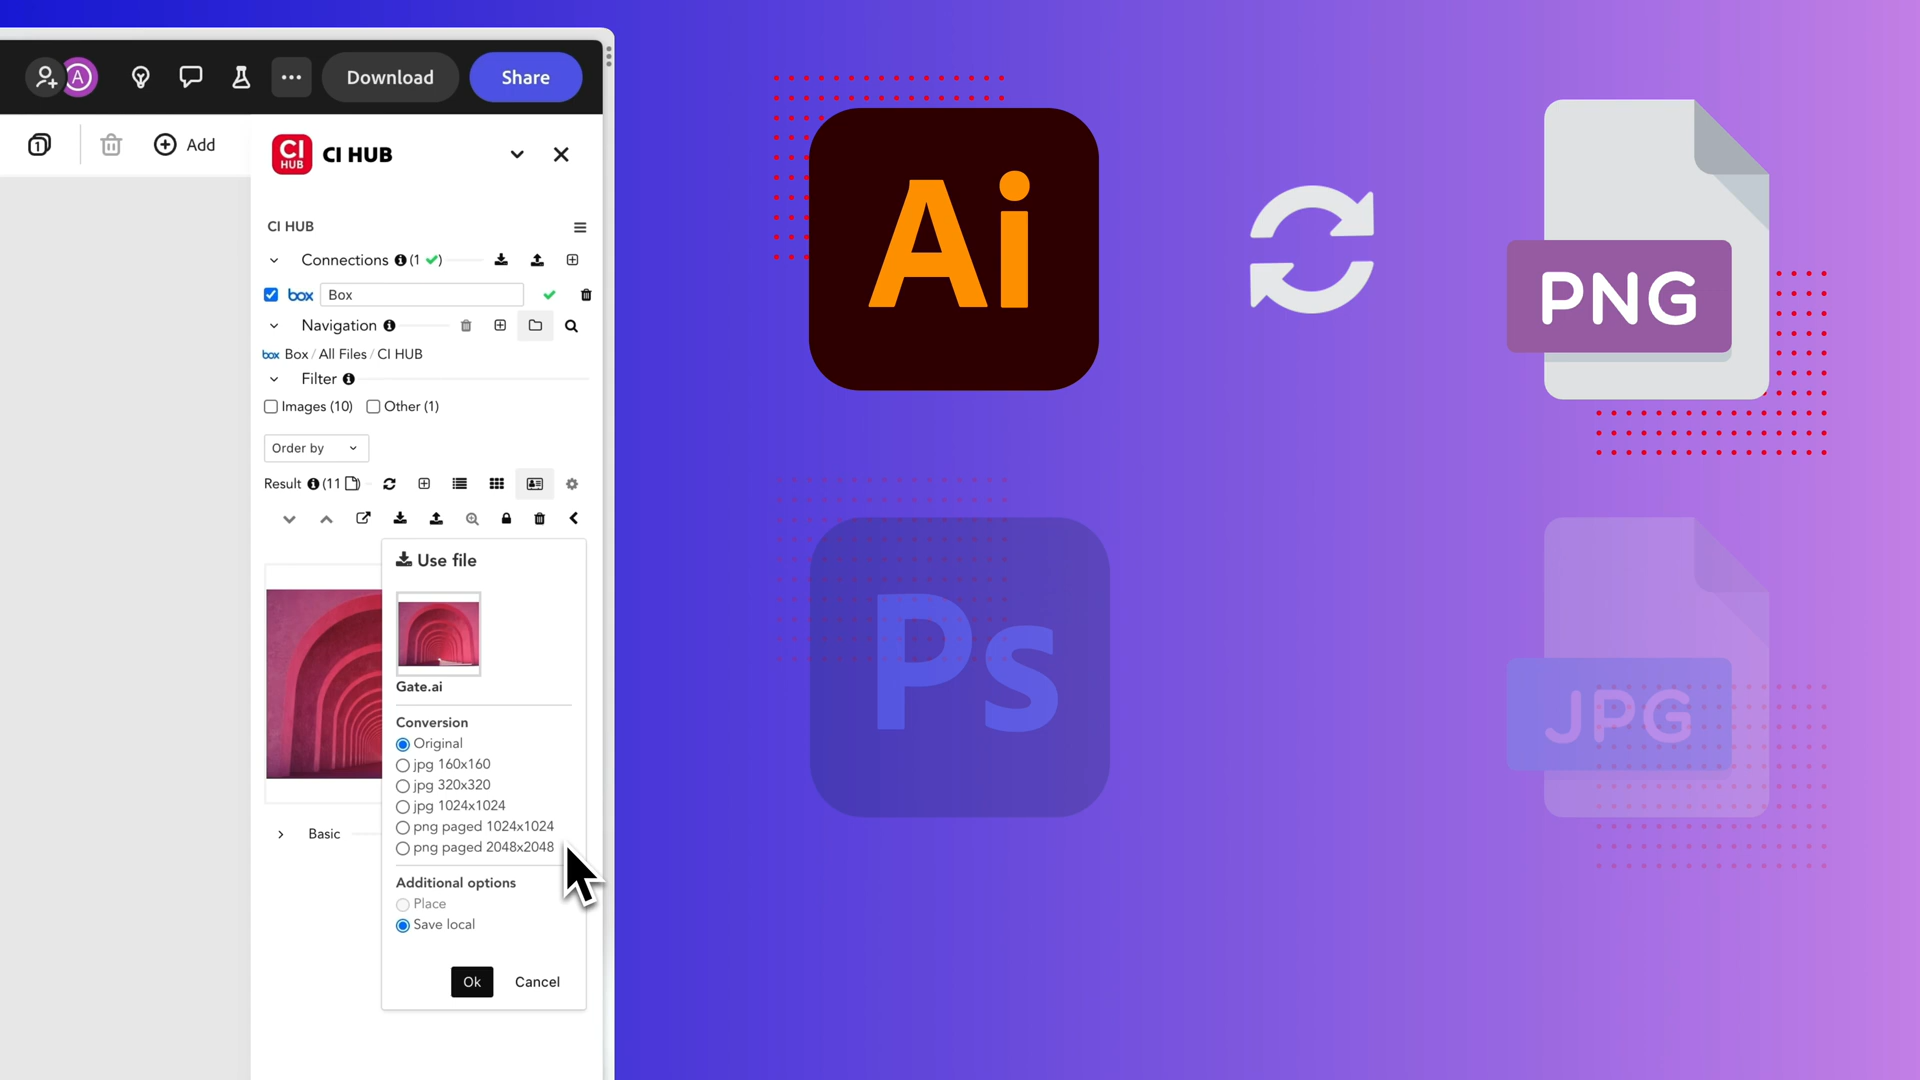 A
Download
Share
1
Add
CI
HUB
CI HUB
CI HUB
Connections (1 )
box Box
Navigation
box Box / All Files / CI HUB
Filter
Images (10) Other (1)
Order by
Result (11 )
Use file
Gate.ai
Conversion
Original
jpg 160x160
jpg 320x320
jpg 1024x1024
png paged 1024x1024
png paged 2048x2048
Basic
Additional options
Place
Save local
Ok
Cancel
Ai
PNG
Ps
JPG